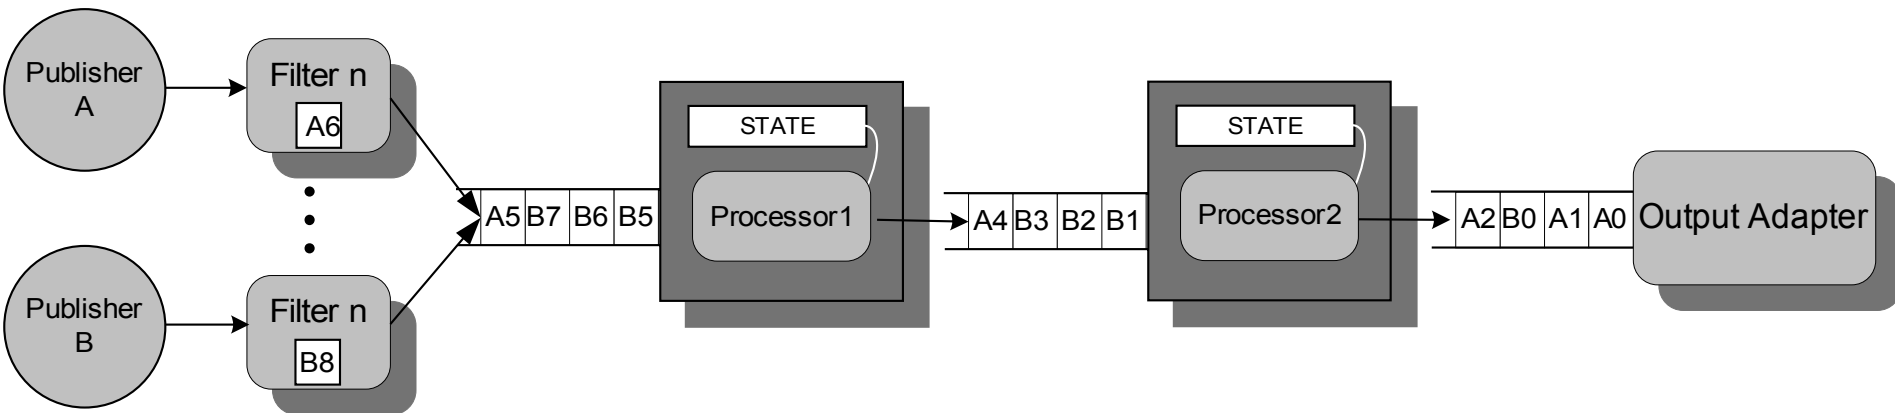 Publisher
A
Filter n
A6
Publisher
B
Filter n
B8
A5 B7 B6 B5
STATE
Processor1
A4 B3 B2 B1
STATE
Processor2
A2 B0 A1 A0
Output Adapter